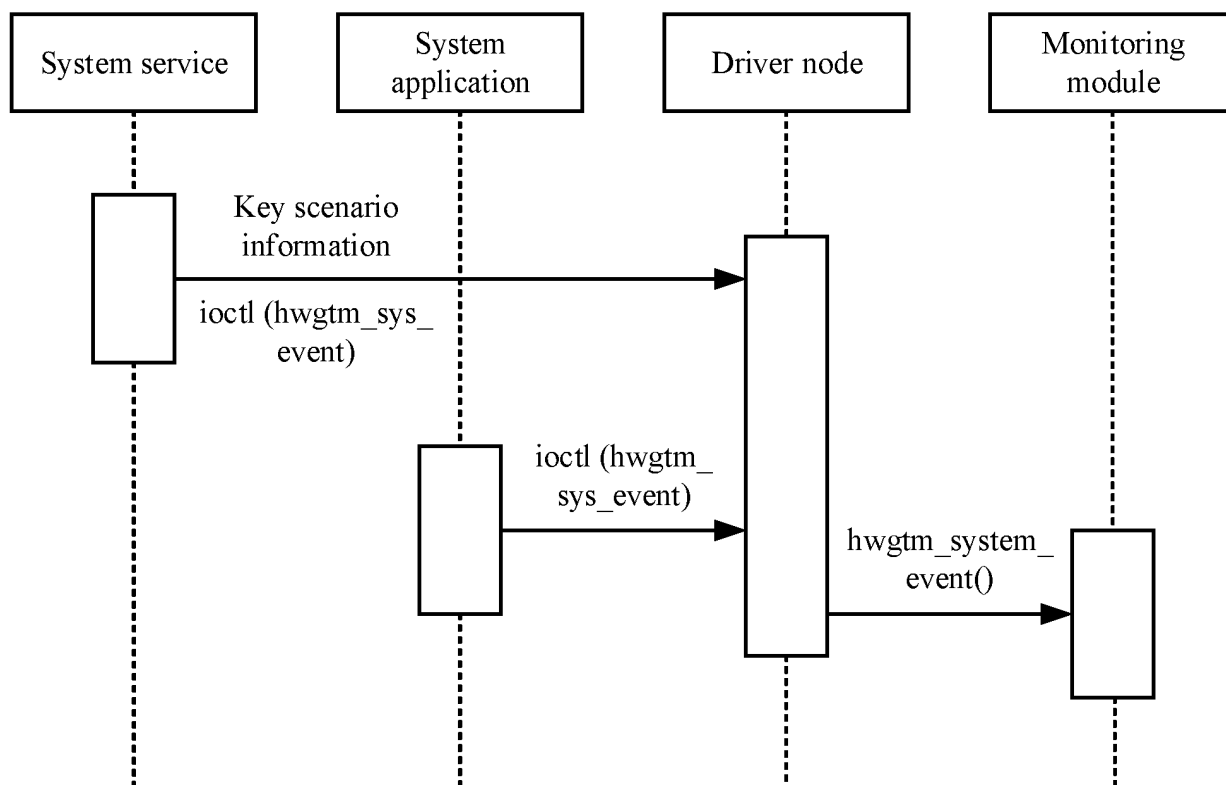 System service
System
application
Driver node
Monitoring
module
Key scenario
information
ioctl (hwgtm_sys_
event)
ioctl (hwgtm_
sys_event)
hwgtm_system_
event()